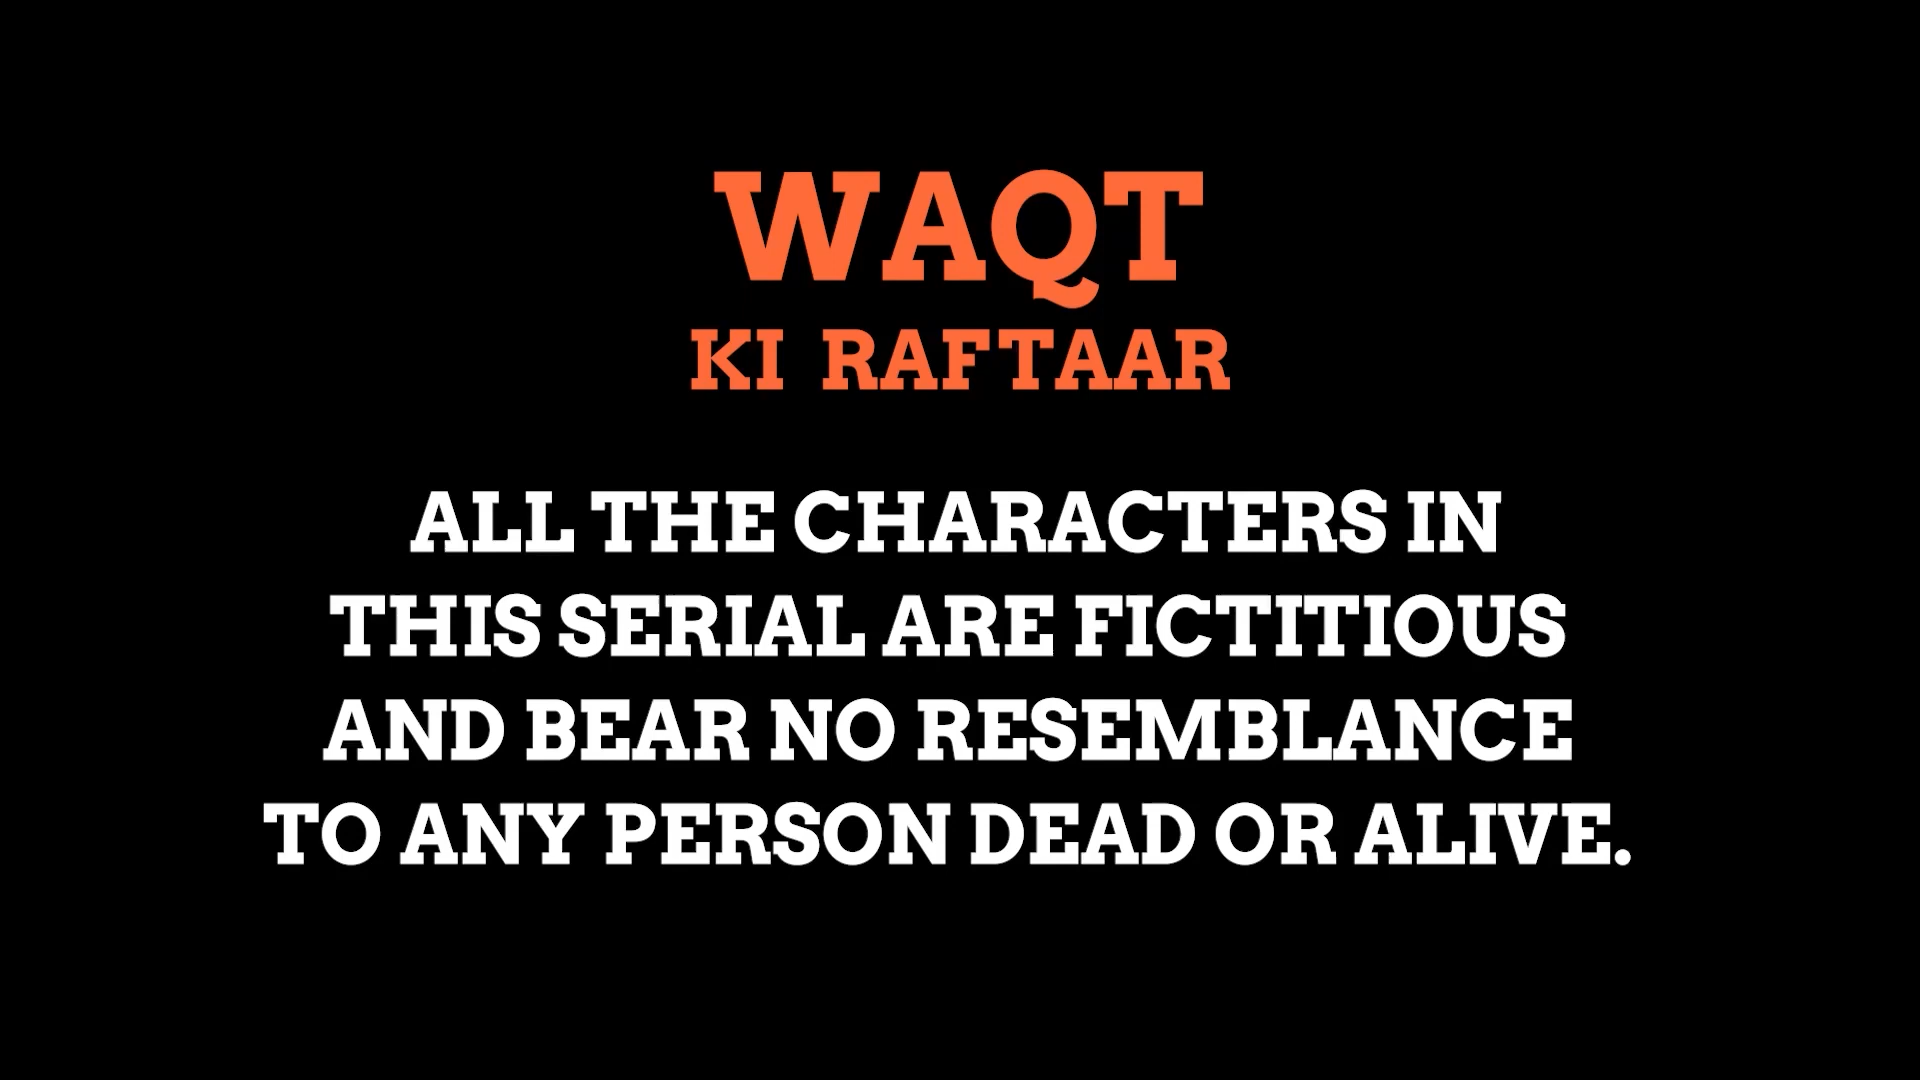 WAQT
KI RAFTAAR
ALL THE CHARACTERS IN
THIS SERIAL ARE FICTITIOUS
AND BEAR NO RESEMBLANCE
TO ANY PERSON DEAD OR ALIVE.